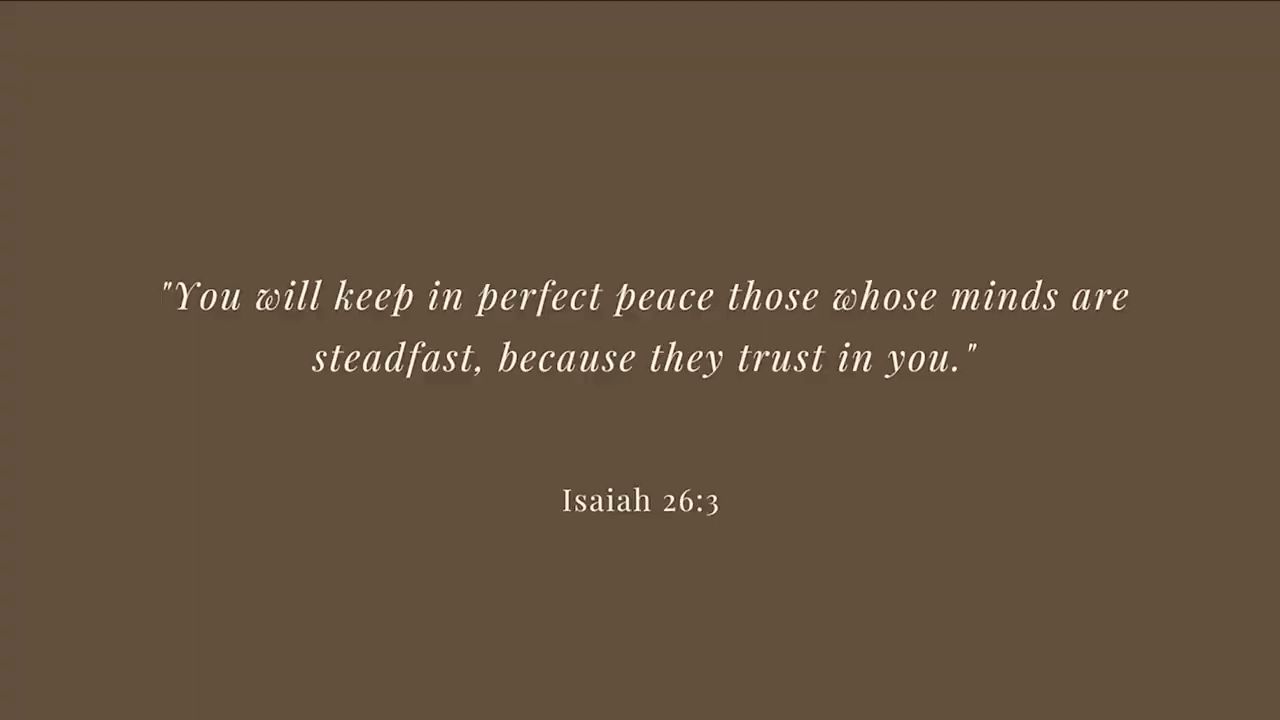 "You will keep in perfect peace those whose minds are
steadfast, because they trust in you."
Isaiah 26:3